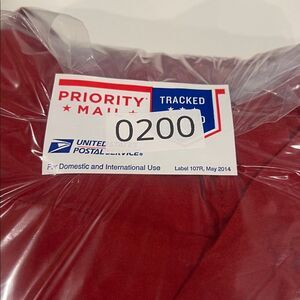 PRIORITY
MAIL
TRACKED
0200
UNITED
POSTAL SERVICE
For Domestic and International Use
Label 107R, May 2014